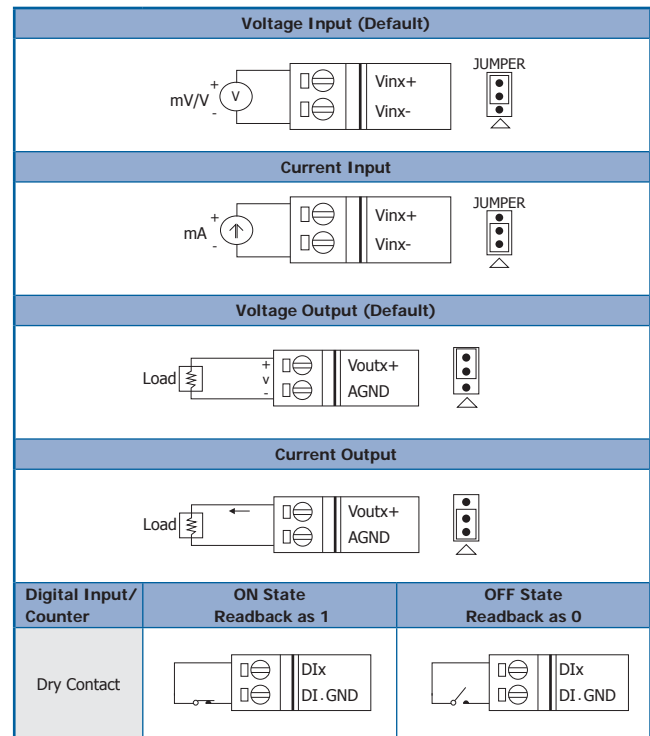 Voltage Input (Default)
mV/V
+
-
V
Vinx+
Vinx-
JUMPER
Current Input
mA
+
-
Vinx+
Vinx-
JUMPER
Voltage Output (Default)
Load
+
v
-
Voutx+
AGND
Current Output
Load
Voutx+
AGND
Digital Input/
Counter
ON State
Readback as 1
OFF State
Readback as 0
Dry Contact
DIx
DI.GND
DIx
DI.GND